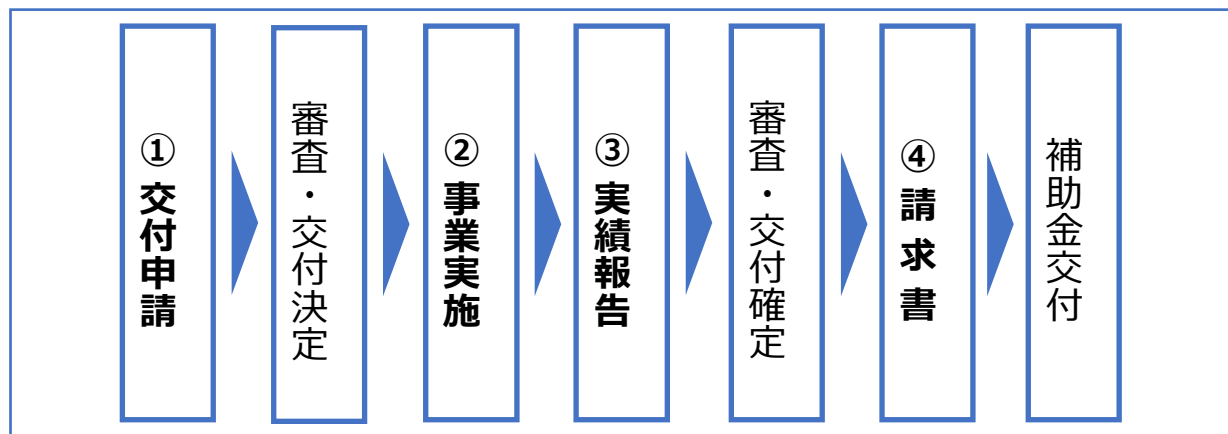 ①交付申請
審査・交付決定
②事業実施
③実績報告
審査・交付確定
④請求書
補助金交付